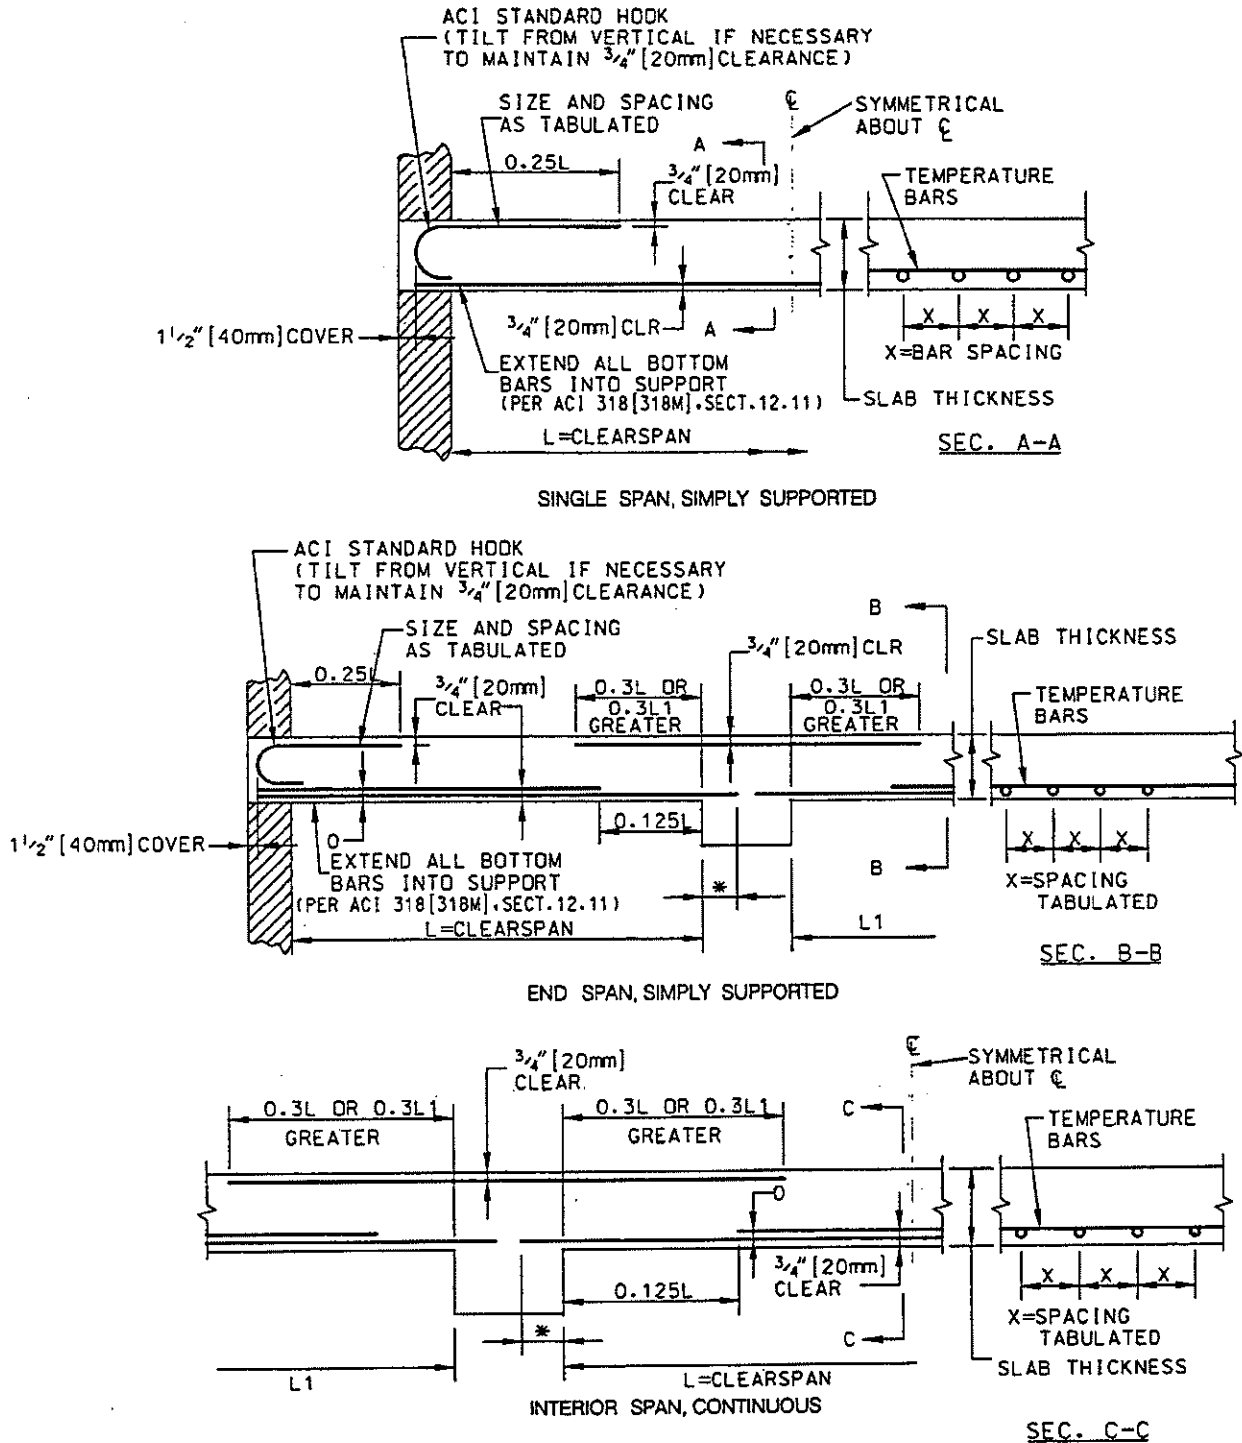 ACI STANDARD HOOK
(TILT FROM VERTICAL IF NECESSARY
TO MAINTAIN 3/4" [20mm] CLEARANCE)
SIZE AND SPACING
AS TABULATED
℄
SYMMETRICAL
ABOUT ℄
A
0.25L
3/4" [20mm]
CLEAR
TEMPERATURE
BARS
1 1/2" [40mm] COVER
3/4" [20mm] CLR
A
X X X
X=BAR SPACING
EXTEND ALL BOTTOM
BARS INTO SUPPORT
(PER ACI 318[318M].SECT.12.11)
SLAB THICKNESS
L=CLEARSPAN
SEC. A-A
SINGLE SPAN, SIMPLY SUPPORTED
ACI STANDARD HOOK
(TILT FROM VERTICAL IF NECESSARY
TO MAINTAIN 3/4" [20mm] CLEARANCE)
SIZE AND SPACING
AS TABULATED
B
3/4" [20mm] CLR
SLAB THICKNESS
0.25L
3/4" [20mm]
CLEAR
0.3L OR
0.3L1
GREATER
0.3L OR
0.3L1
GREATER
TEMPERATURE
BARS
0.125L
1 1/2" [40mm] COVER
0
EXTEND ALL BOTTOM
BARS INTO SUPPORT
(PER ACI 318[318M].SECT.12.11)
*
B
X X X
X=SPACING
TABULATED
L=CLEARSPAN
L1
SEC. B-B
END SPAN, SIMPLY SUPPORTED
3/4" [20mm]
CLEAR.
℄
SYMMETRICAL
ABOUT ℄
0.3L OR 0.3L1
GREATER
0.3L OR 0.3L1
GREATER
C
TEMPERATURE
BARS
0
3/4" [20mm]
CLEAR
0.125L
*
C
X X X
X=SPACING
TABULATED
SLAB THICKNESS
L1
L=CLEARSPAN
INTERIOR SPAN, CONTINUOUS
SEC. C-C